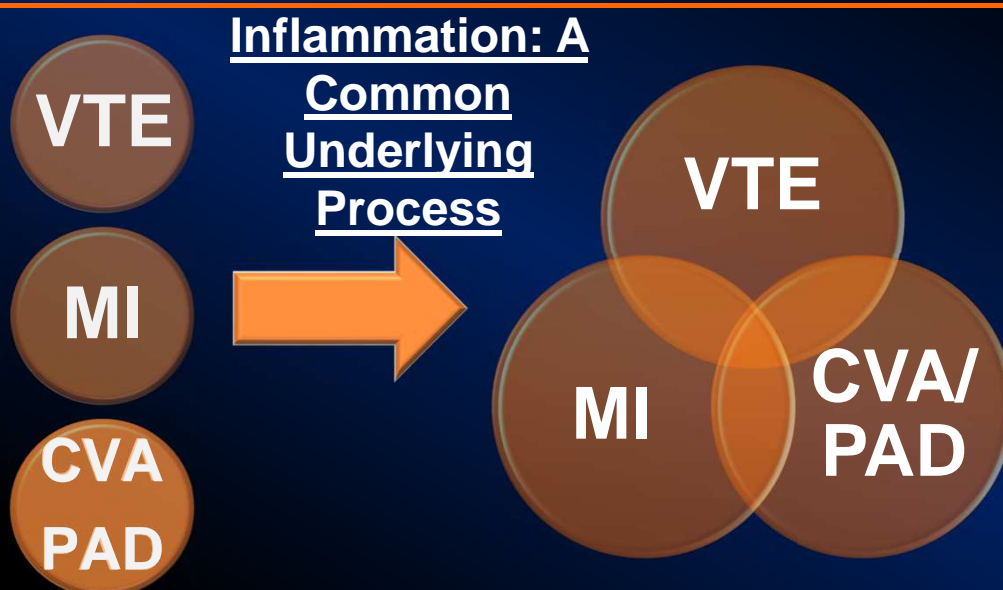 Inflammation: A
Common
Underlying
Process
VTE
MI
CVA
PAD
VTE
MI
CVA/
PAD